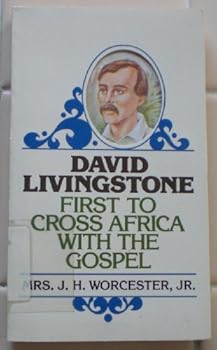 DAVID
LIVINGSTONE
FIRST TO
CROSS AFRICA
WITH THE
GOSPEL
MRS. J. H. WORCESTER, JR.